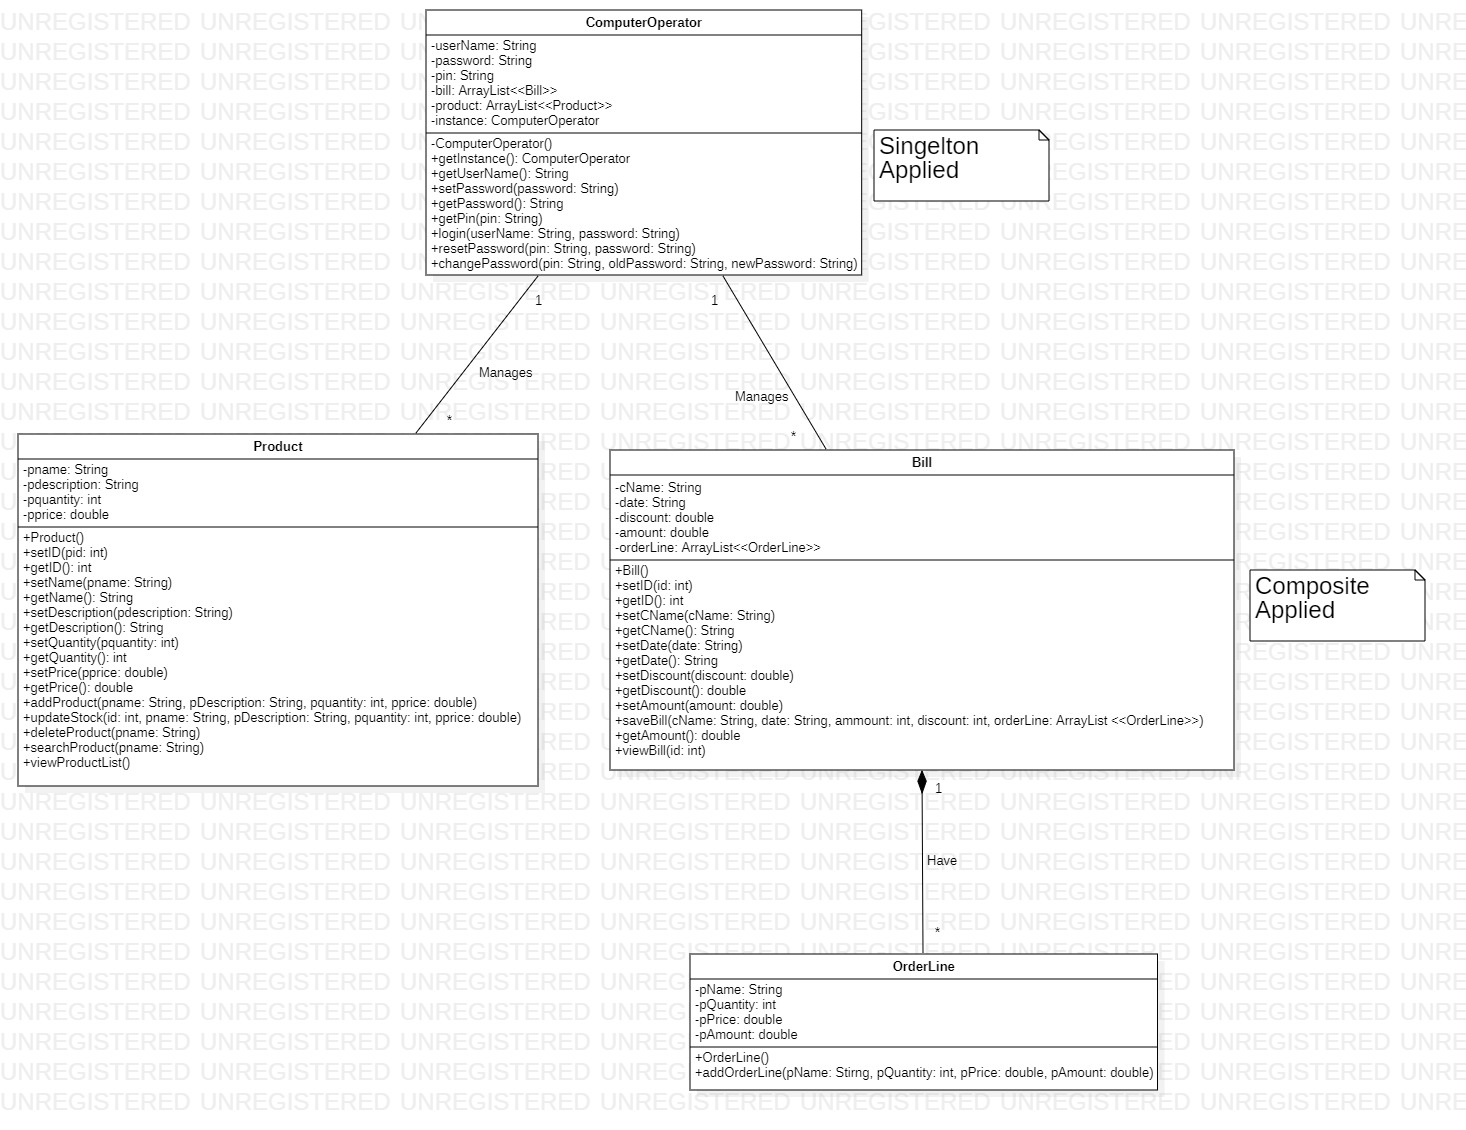 ComputerOperator
-userName: String
-password: String
-pin: String
-bill: ArrayList<<Bill>>
-product: ArrayList<<Product>>
-instance: ComputerOperator
-ComputerOperator()
+getInstance(): ComputerOperator
+getUserName(): String
+setPassword(password: String)
+getPassword(): String
+getPin(pin: String)
+login(userName: String, password: String)
+resetPassword(pin: String, password: String)
+changePassword(pin: String, oldPassword: String, newPassword: String)
Singelton
Applied
1
1
Manages
Manages
*
*
Product
-pname: String
-pdescription: String
-pquantity: int
-pprice: double
+Product()
+setID(pid: int)
+getID(): int
+setName(pname: String)
+getName(): String
+setDescription(pdescription: String)
+getDescription(): String
+setQuantity(pquantity: int)
+getQuantity(): int
+setPrice(pprice: double)
+getPrice(): double
+addProduct(pname: String, pDescription: String, pquantity: int, pprice: double)
+updateStock(id: int, pname: String, pDescription: String, pquantity: int, pprice: double)
+deleteProduct(pname: String)
+searchProduct(pname: String)
+viewProductList()
Bill
-cName: String
-date: String
-discount: double
-amount: double
-orderLine: ArrayList<<OrderLine>>
+Bill()
+setID(id: int)
+getID(): int
+setCName(cName: String)
+getCName(): String
+setDate(date: String)
+getDate(): String
+setDiscount(discount: double)
+getDiscount(): double
+setAmount(amount: double)
+saveBill(cName: String, date: String, ammount: int, discount: int, orderLine: ArrayList <<OrderLine>>)
+getAmount(): double
+viewBill(id: int)
Composite
Applied
1
Have
*
OrderLine
-pName: String
-pQuantity: int
-pPrice: double
-pAmount: double
+OrderLine()
+addOrderLine(pName: Stirng, pQuantity: int, pPrice: double, pAmount: double)
UNREGISTERED